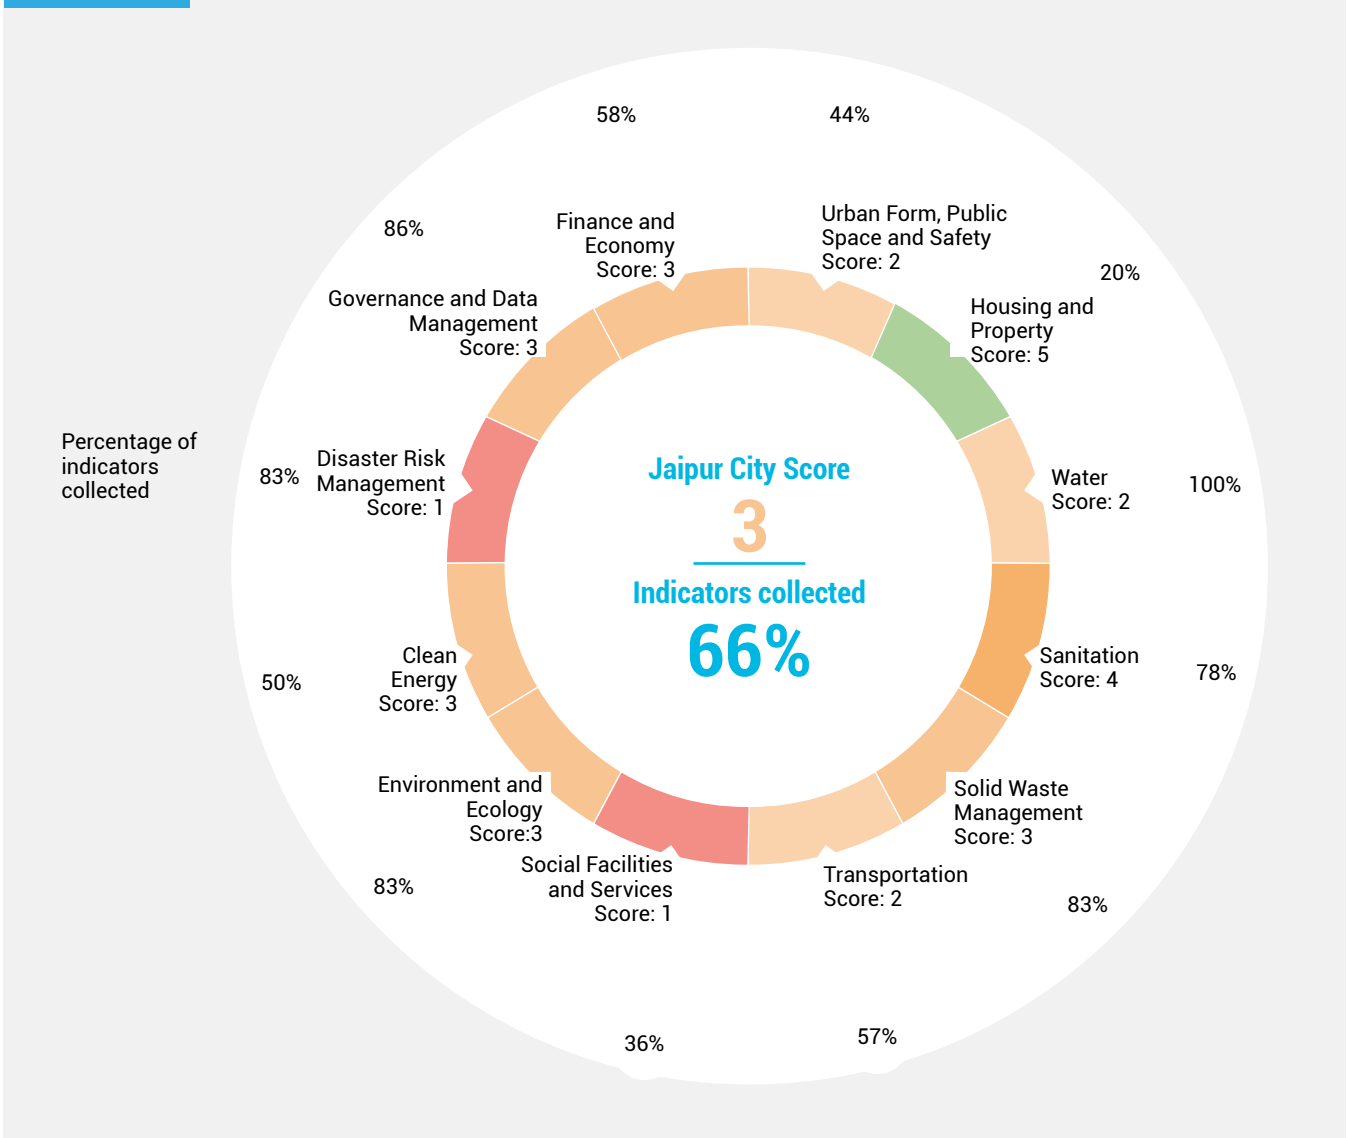 58%
44%
86%
Finance and
Economy
Score: 3
Urban Form, Public
Space and Safety
Score: 2
20%
Governance and Data
Management
Score: 3
Housing and
Property
Score: 5
Percentage of
indicators
collected
83%
Disaster Risk
Management
Score: 1
Jaipur City Score
3
Indicators collected
66%
Water
Score: 2
100%
50%
Clean
Energy
Score: 3
Sanitation
Score: 4
78%
Environment and
Ecology
Score:3
Solid Waste
Management
Score: 3
83%
Social Facilities
and Services
Score: 1
Transportation
Score: 2
83%
36%
57%